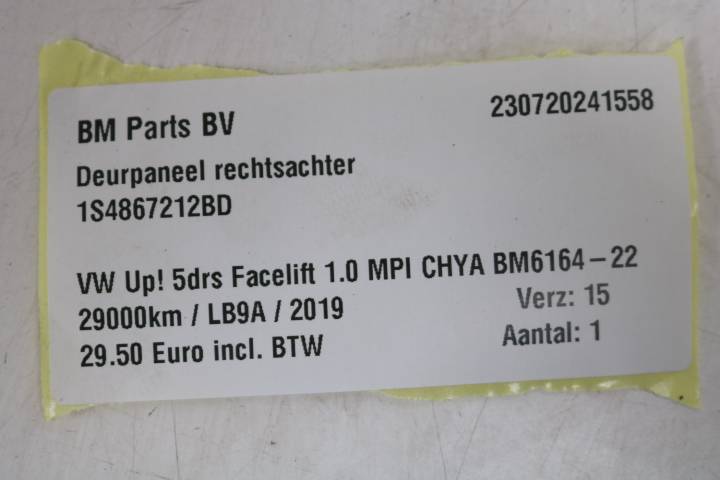 BM Parts BV 230720241558
Deurpaneel rechtsachter
1S4867212BD
VW Up! 5drs Facelift 1.0 MPI CHYA BM6164-22
29000km / LB9A / 2019 Verz: 15
29.50 Euro incl. BTW Aantal: 1